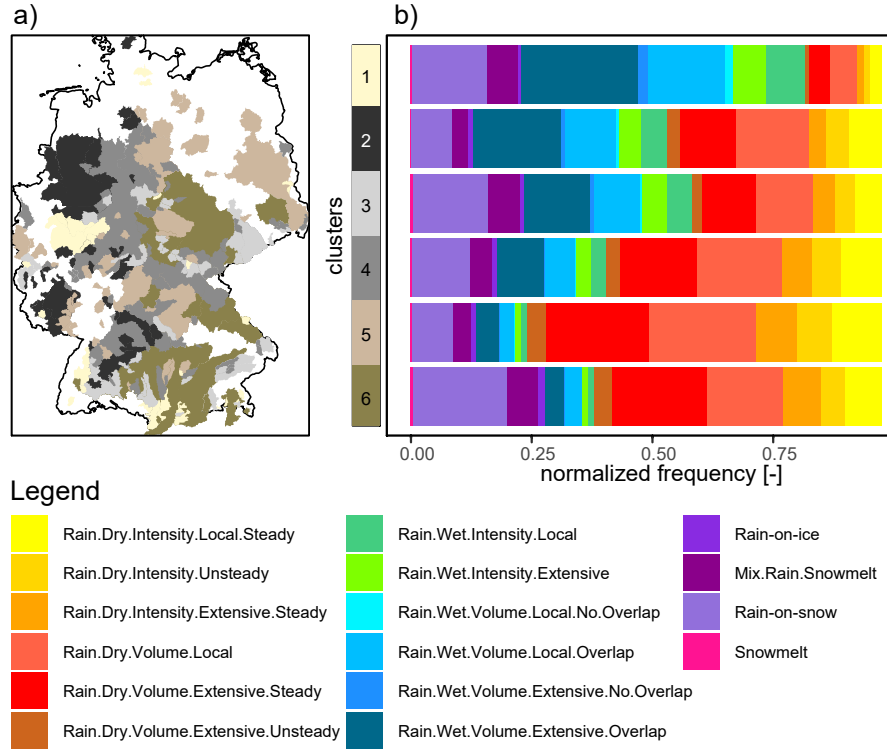 a)
b)
clusters
1
2
3
4
5
6
0.00
0.25
0.50
0.75
normalized frequency [-]
Legend
Rain.Dry.Intensity.Local.Steady
Rain.Dry.Intensity.Unsteady
Rain.Dry.Intensity.Extensive.Steady
Rain.Dry.Volume.Local
Rain.Dry.Volume.Extensive.Steady
Rain.Dry.Volume.Extensive.Unsteady
Rain.Wet.Intensity.Local
Rain.Wet.Intensity.Extensive
Rain.Wet.Volume.Local.No.Overlap
Rain.Wet.Volume.Local.Overlap
Rain.Wet.Volume.Extensive.No.Overlap
Rain.Wet.Volume.Extensive.Overlap
Rain-on-ice
Mix.Rain.Snowmelt
Rain-on-snow
Snowmelt